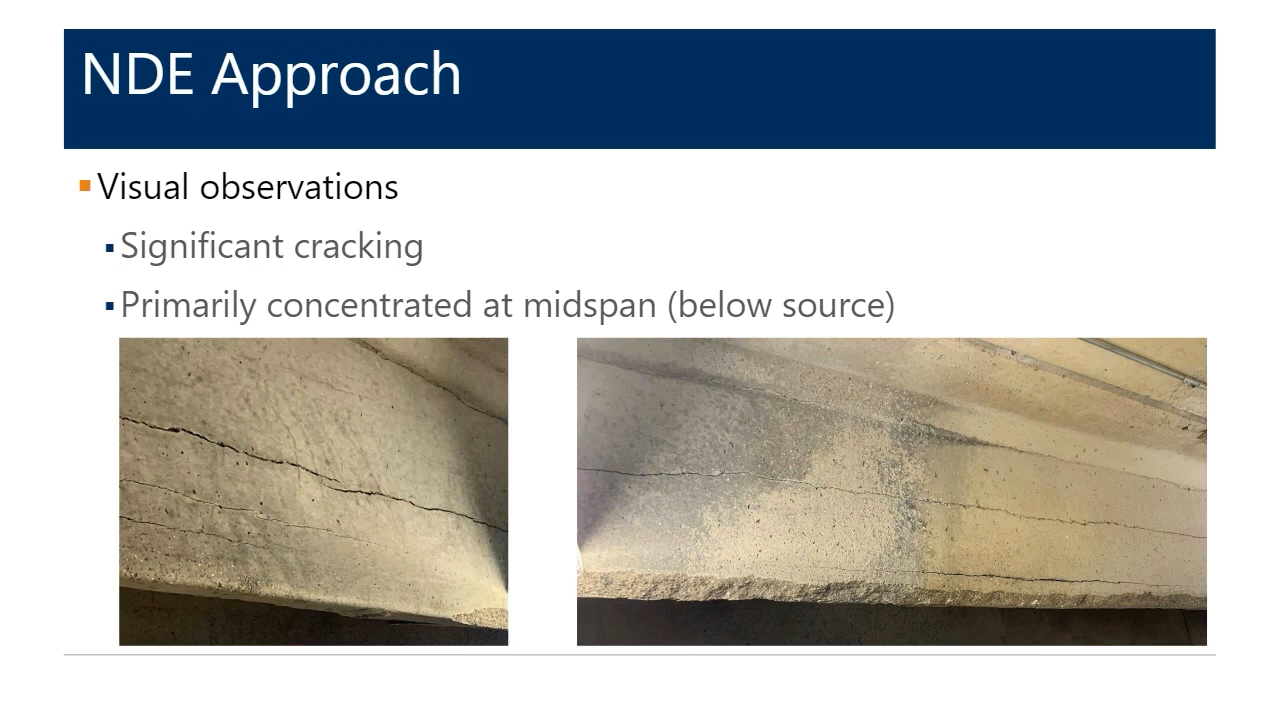 NDE Approach
Visual observations
Significant cracking
Primarily concentrated at midspan (below source)